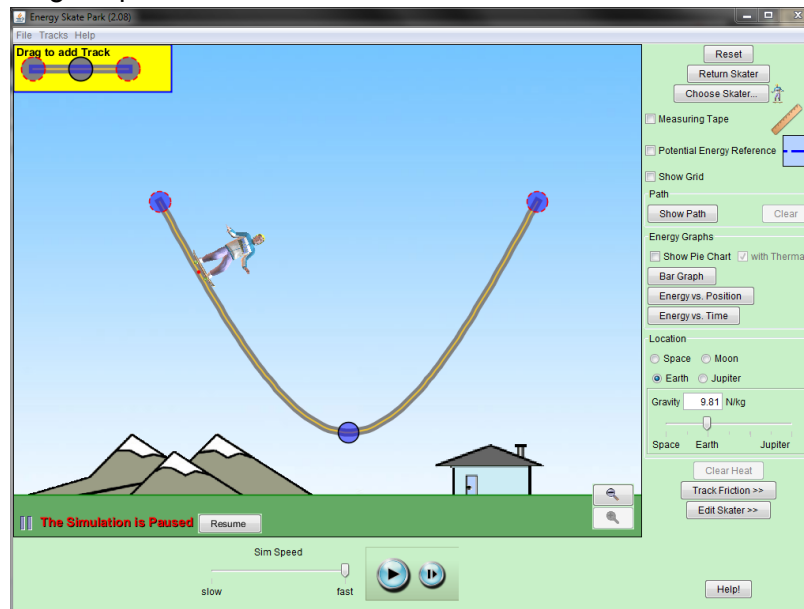 Energy Skate Park (2.08)
File Tracks Help
Drag to add Track
Reset
Return Skater
Choose Skater...
Measuring Tape
Potential Energy Reference
Show Grid
Path
Show Path Clear
Energy Graphs
Show Pie Chart with Therma
Bar Graph
Energy vs. Position
Energy vs. Time
Location
Space Moon
Earth Jupiter
Gravity 9.81 N/kg
Space Earth Jupiter
Clear Heat
Track Friction >>
Edit Skater >>
The Simulation is Paused Resume
Sim Speed
slow fast
Help!